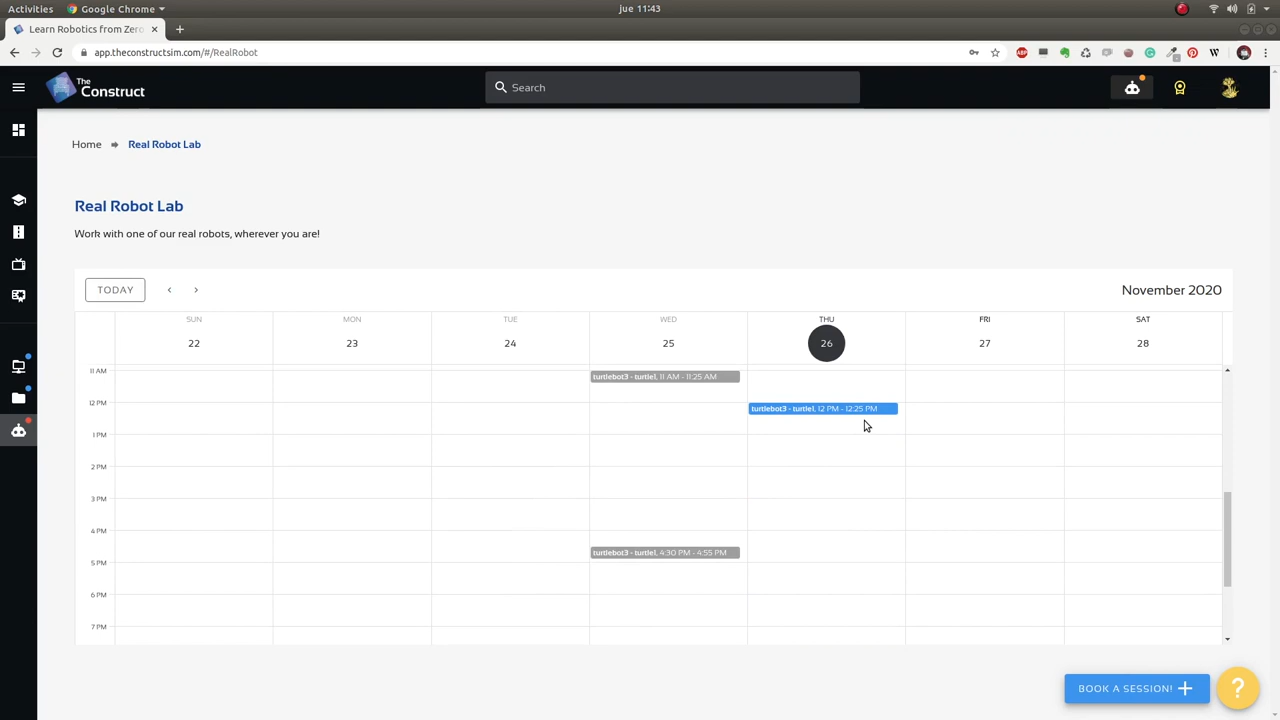 Activities Google Chrome jue 11:43
Learn Robotics from Zero
app.theconstructsim.com/#/RealRobot
The
Construct
Search
Home Real Robot Lab
Real Robot Lab
Work with one of our real robots, wherever you are!
TODAY < > November 2020
SUN MON TUE WED THU FRI SAT
22 23 24 25 26 27 28
11 AM
turtlebot3 - turtlel, 11 AM - 11:25 AM
12 PM
turtlebot3 - turtlel, 12 PM - 12:25 PM
1 PM
2 PM
3 PM
4 PM
turtlebot3 - turtlel, 4:30 PM - 4:55 PM
5 PM
6 PM
7 PM
BOOK A SESSION! + ?